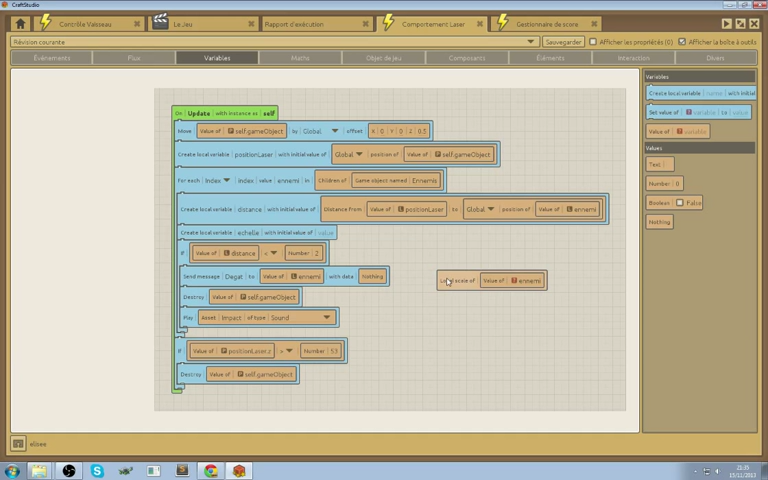 CraftStudio
Contrôle Vaisseau
Le Jeu
Rapport d'exécution
Comportement Laser
Gestionnaire de score
Révision courante
Sauvegarder
Afficher les propriétés (0)
Afficher la boîte à outils
Événements
Flux
Variables
Maths
Objet de jeu
Composants
Éléments
Interaction
Divers
On Update with instance as self
Move Value of self.gameObject by Global offset X 0 Y 0 Z 0.5
Create local variable positionLaser with initial value Global position of Value of self.gameObject
For each Index index value ennemi in Children of Game object named Ennemis
Create local variable distance with initial value of Distance from Value of positionLaser to Global position of Value of ennemi
Create local variable echelle with initial value of value
If Value of distance < Number 2
Send message Degat to Value of ennemi with data Nothing
Destroy Value of self.gameObject
Play Asset Impact of type Sound
If Value of positionLaser.z > Number 53
Destroy Value of self.gameObject
scale of Value of ennemi
Variables
Create local variable name with initial
Set value of variable to value
Value of variable
Values
Text
Number 0
Boolean False
Nothing
elisee
21:35
15/11/2013